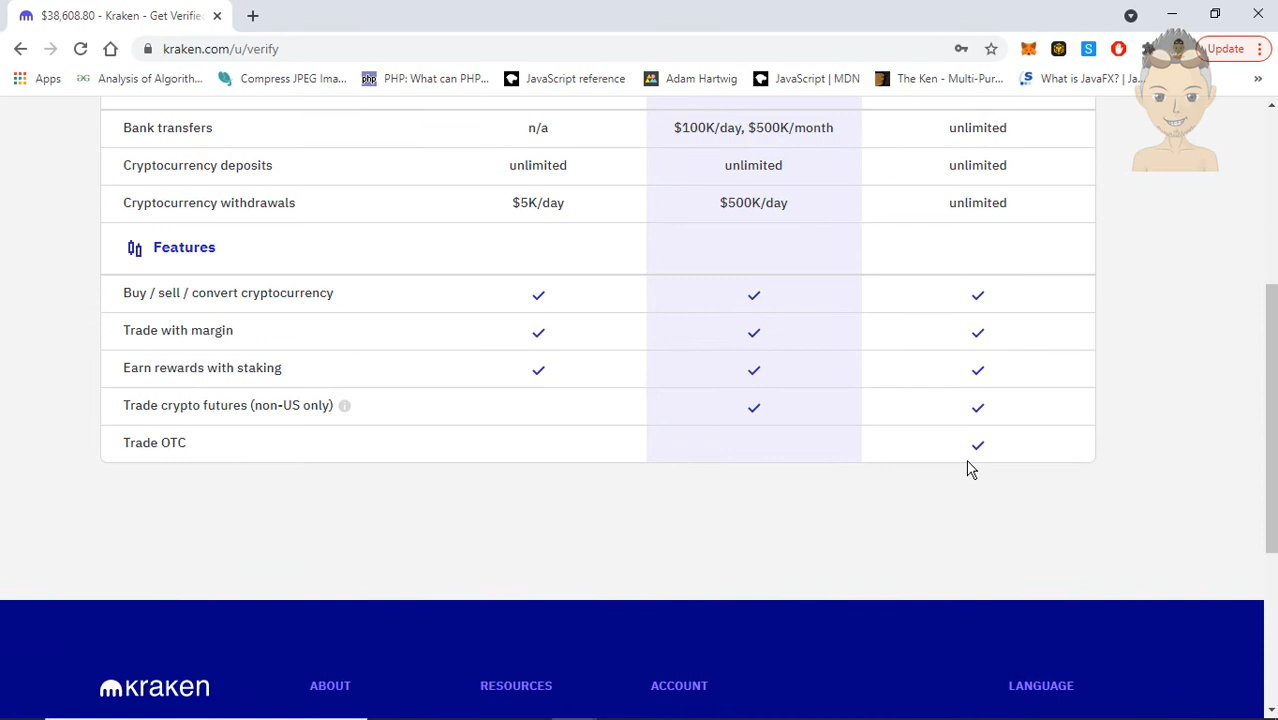 $38,608.80 - Kraken - Get Verifie
kraken.com/u/verify
Update
Apps
Analysis of Algorith...
Compress JPEG Imag...
php
PHP: What can PHP...
JavaScript reference
Adam Hartwig
JavaScript | MDN
The Ken - Multi-Pur...
S
What is JavaFX? | Ja...
»
Bank transfers n/a $100K/day, $500K/month unlimited
Cryptocurrency deposits unlimited unlimited unlimited
Cryptocurrency withdrawals $5K/day $500K/day unlimited
Features
Buy / sell / convert cryptocurrency
Trade with margin
Earn rewards with staking
Trade crypto futures (non-US only)
Trade OTC
kraken
ABOUT
RESOURCES
ACCOUNT
LANGUAGE